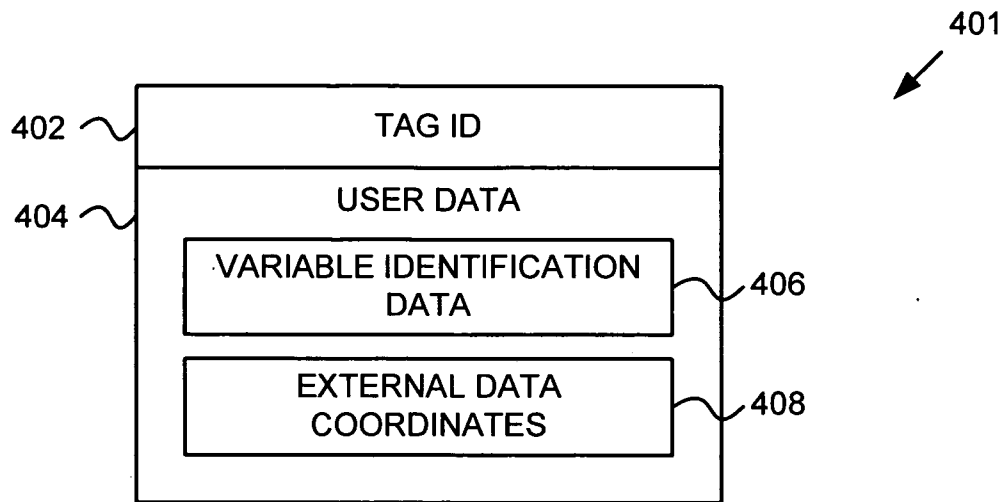 401
402
TAG ID
404
USER DATA
VARIABLE IDENTIFICATION
DATA
406
EXTERNAL DATA
COORDINATES
408